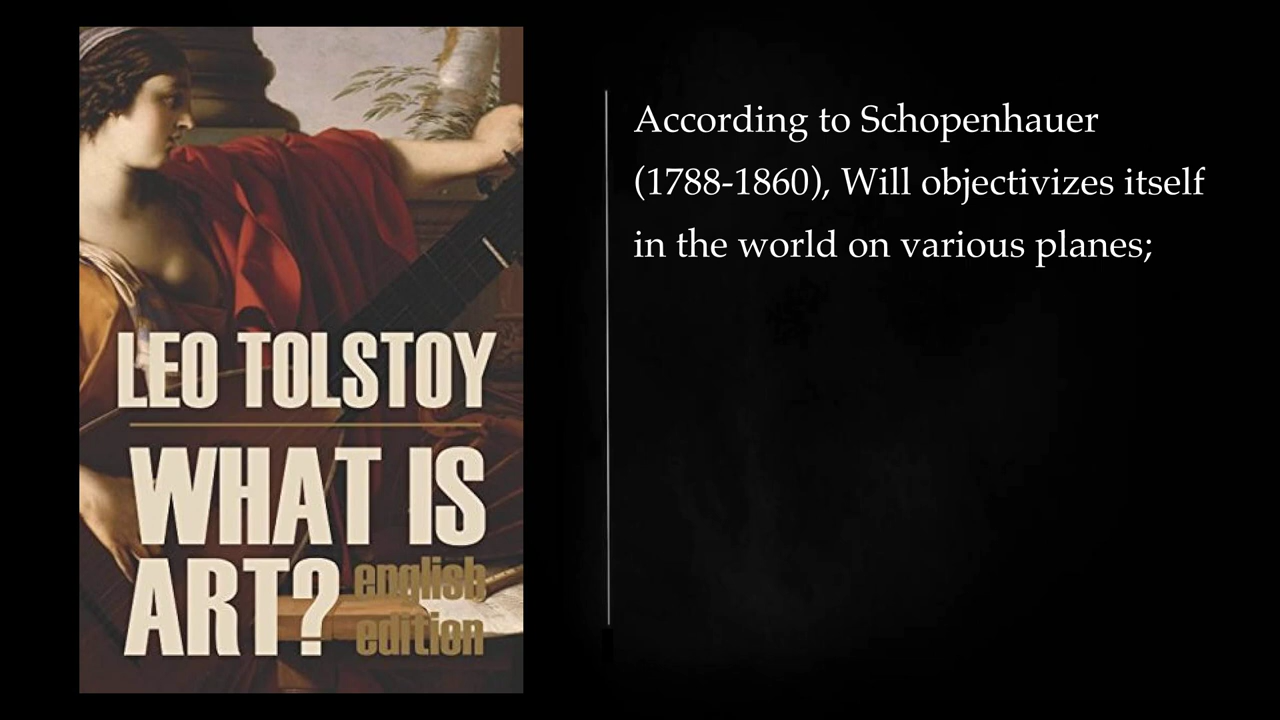 LEO TOLSTOY
WHAT IS
ART? english
edition
According to Schopenhauer
(1788-1860), Will objectivizes itself
in the world on various planes;